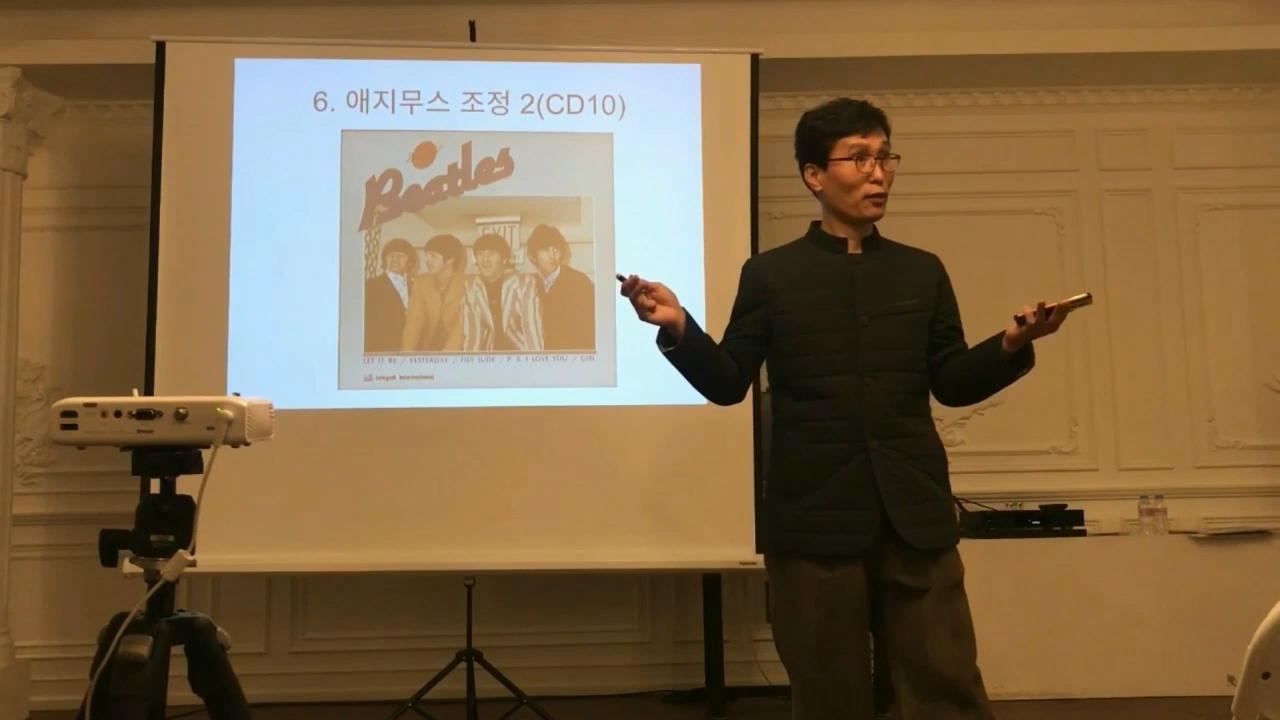 6. 애지무스 조정 2(CD10)
Beatles
EXIT
LET IT BE / YESTERDAY / HEY JUDE / P. S. I LOVE YOU / GIRL
International